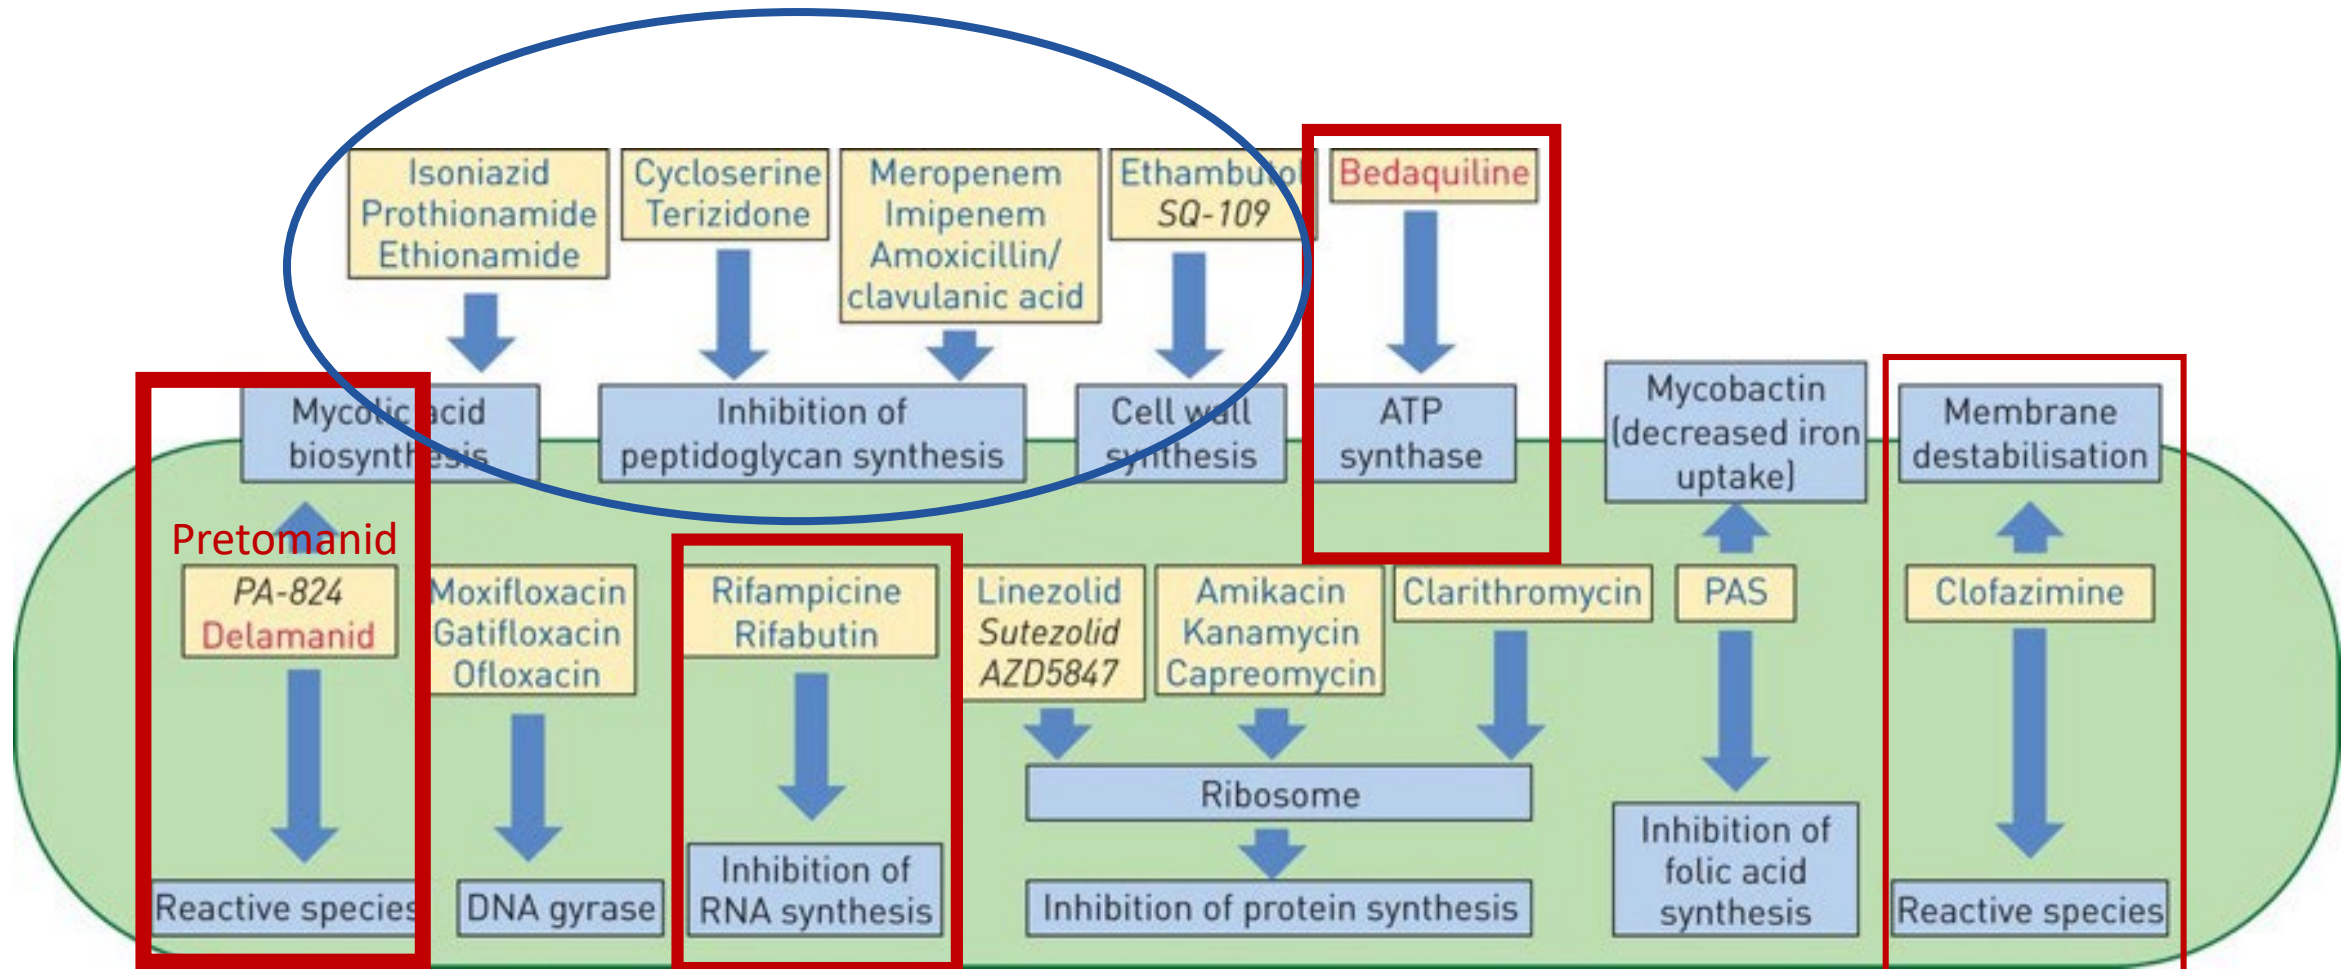 Isoniazid
Prothionamide
Ethionamide
Cycloserine
Terizidone
Meropenem
Imipenem
Amoxicillin/
clavulanic acid
Ethambutol
SQ-109
Bedaquiline
Mycolic acid
biosynthesis
Inhibition of
peptidoglycan synthesis
Cell wall
synthesis
ATP
synthase
Mycobactin
(decreased iron
uptake)
Membrane
destabilisation
Pretomanid
PA-824
Delamanid
Moxifloxacin
Gatifloxacin
Ofloxacin
Rifampicine
Rifabutin
Linezolid
Sutezolid
AZD5847
Amikacin
Kanamycin
Capreomycin
Clarithromycin
PAS
Clofazimine
Ribosome
Reactive species
DNA gyrase
Inhibition of
RNA synthesis
Inhibition of protein synthesis
Inhibition of
folic acid
synthesis
Reactive species